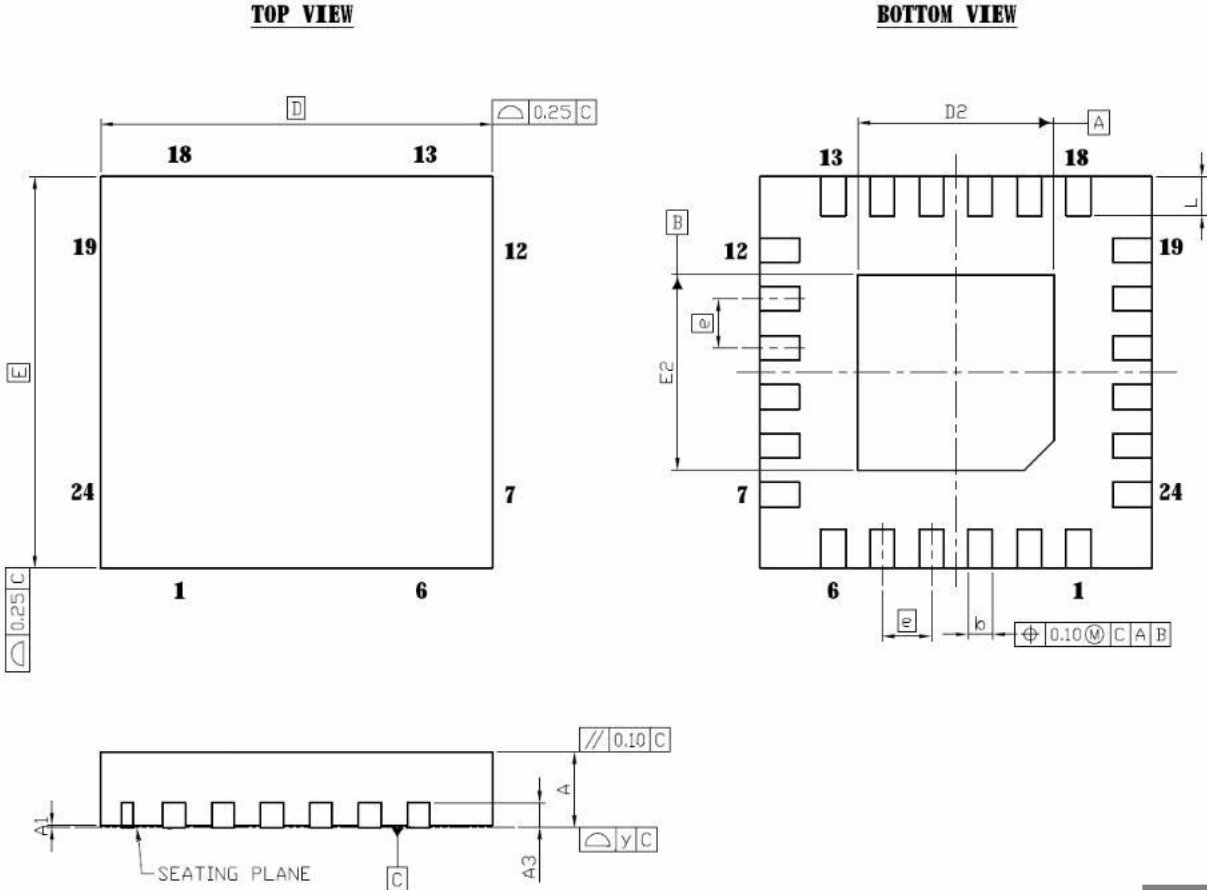 TOP VIEW
BOTTOM VIEW
D
0.25 C
18 13
19
12
E
24
7
1 6
0.25 C
D2
A
13 18
L
B
12
19
e
E2
7
24
6 1
e
b
0.10 Ⓜ C A B
// 0.10 C
A
A1
A3
y C
SEATING PLANE
C